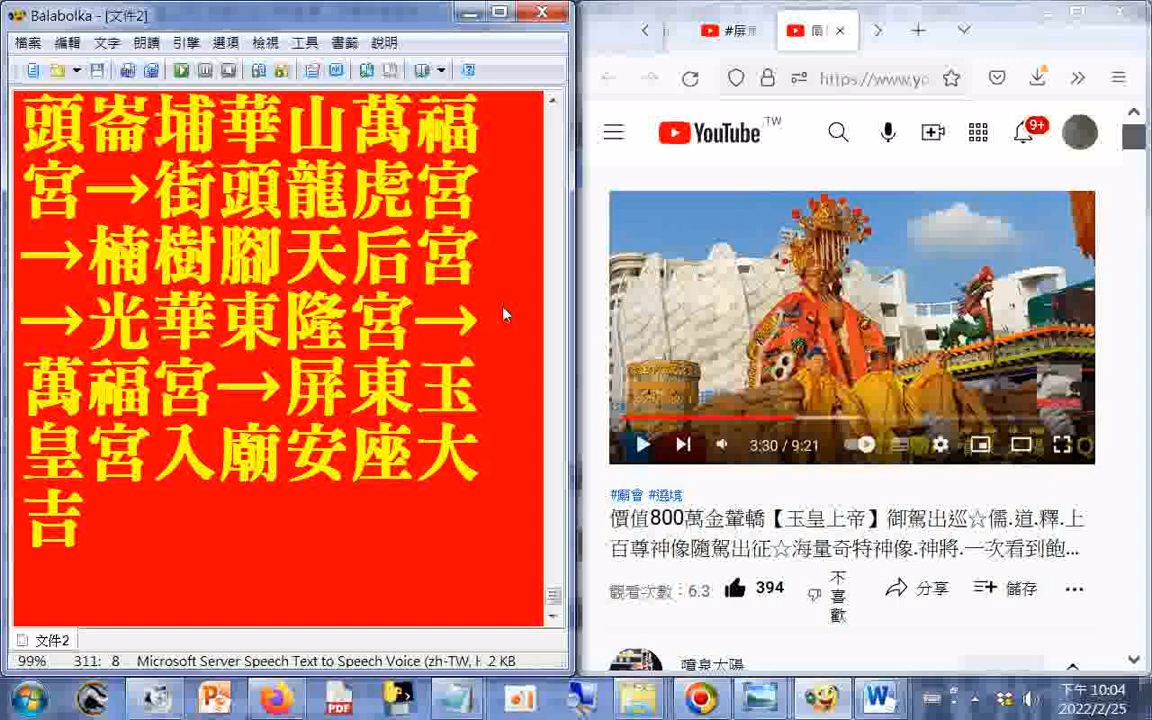 Balabolka - [文件2]
檔案 編輯 文字 朗讀 引擎 選項 檢視 工具 書籤 說明
頭崙埔華山萬福
宮→街頭龍虎宮
→楠樹腳天后宮
→光華東隆宮→
萬福宮→屏東玉
皇宮入廟安座大
吉
文件2
99% 311: 8 Microsoft Server Speech Text to Speech Voice (zh-TW, H 2 KB
#屏
https://www.yo
YouTube TW
9+
3:30 / 9:21
#廟會 #遶境
價值800萬金輦轎【玉皇上帝】御駕出巡☆儒.道.釋.上
百尊神像隨駕出征☆海量奇特神像.神將.一次看到飽...
觀看次數：6.3 394 不喜歡 分享 儲存
噴泉太陽
PDF
下午 10:04
2022/2/25